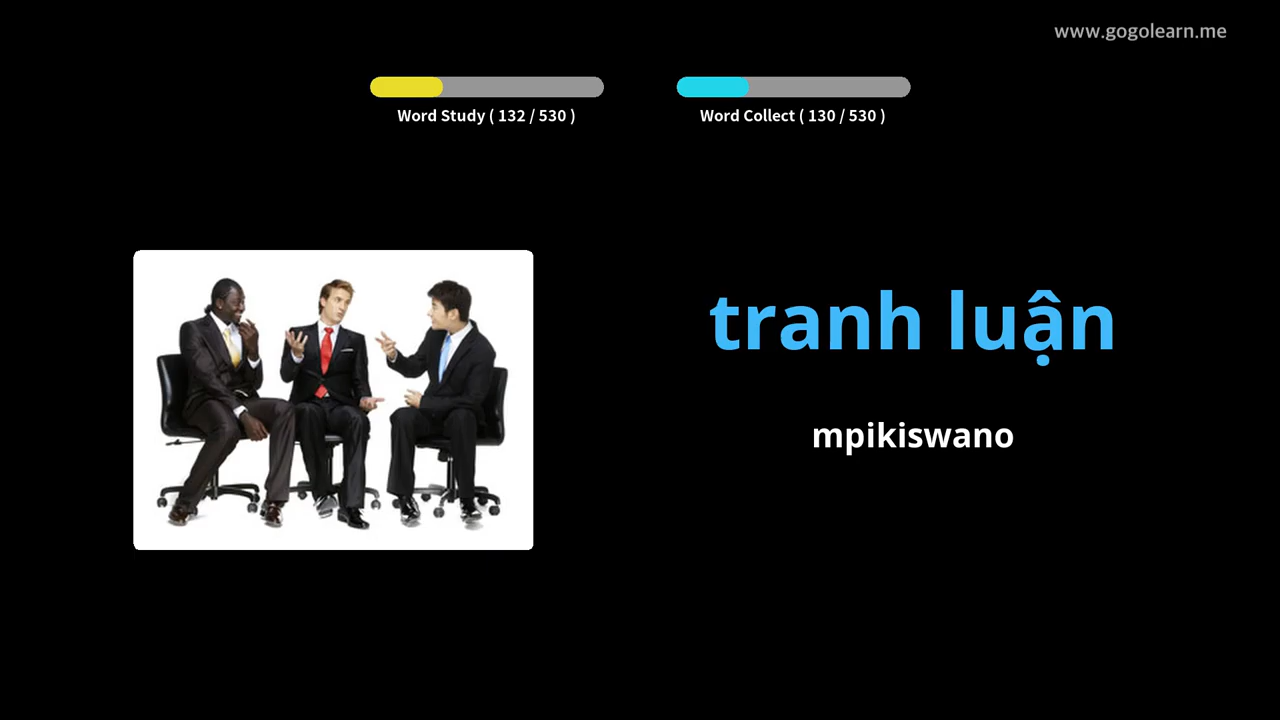 www.gogolearn.me
Word Study ( 132 / 530 )
Word Collect ( 130 / 530 )
tranh luận
mpikiswano